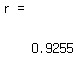 r =
0.9255